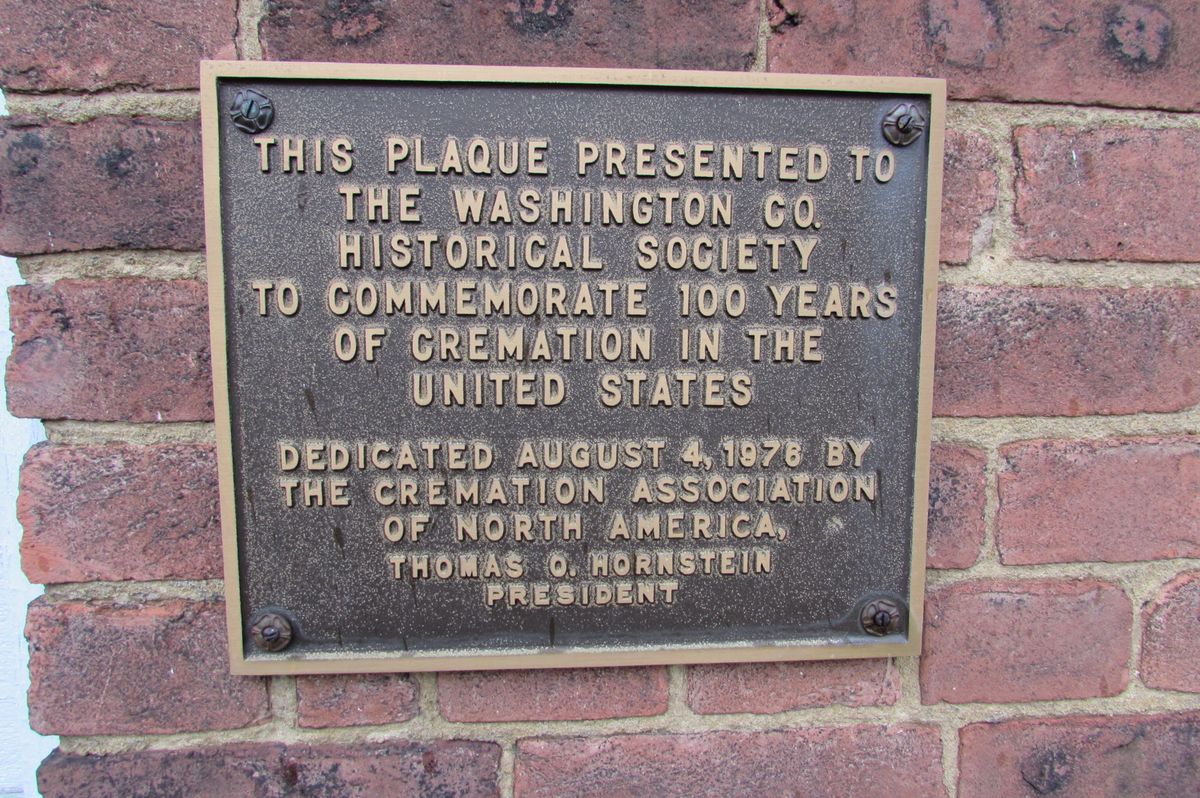 THIS PLAQUE PRESENTED TO
THE WASHINGTON CO.
HISTORICAL SOCIETY
TO COMMEMORATE 100 YEARS
OF CREMATION IN THE
UNITED STATES
DEDICATED AUGUST 4, 1976 BY
THE CREMATION ASSOCIATION
OF NORTH AMERICA,
THOMAS O. HORNSTEIN
PRESIDENT